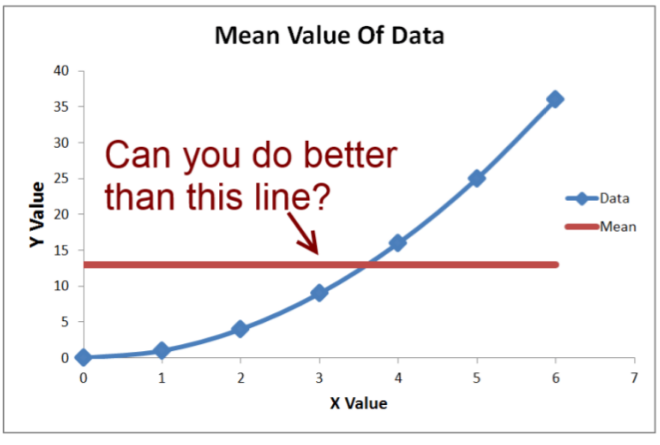 Mean Value Of Data
40
35
30
25
20
15
10
5
0
Y Value
Can you do better
than this line?
Data
Mean
0 1 2 3 4 5 6 7
X Value